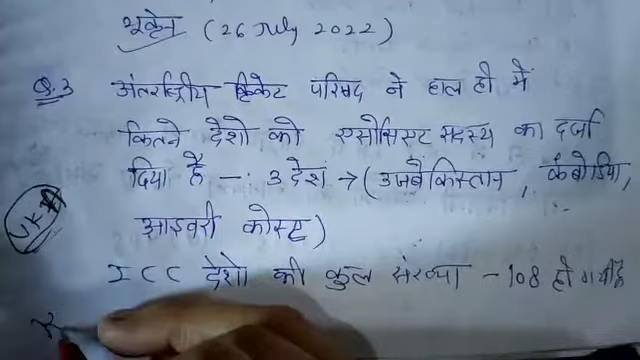 यूक्रेन (26 July 2022)
Q.3 अंतर्राष्ट्रीय क्रिकेट परिषद ने हाल ही में
कितने देशो को एसोसिएट सदस्य का दर्जा
दिया है - 3 देश → (उजबेकिस्तान, कंबोडिया,
आइवरी कोस्ट)
ICC देशो की कुल संख्या - 108 हो गयी है